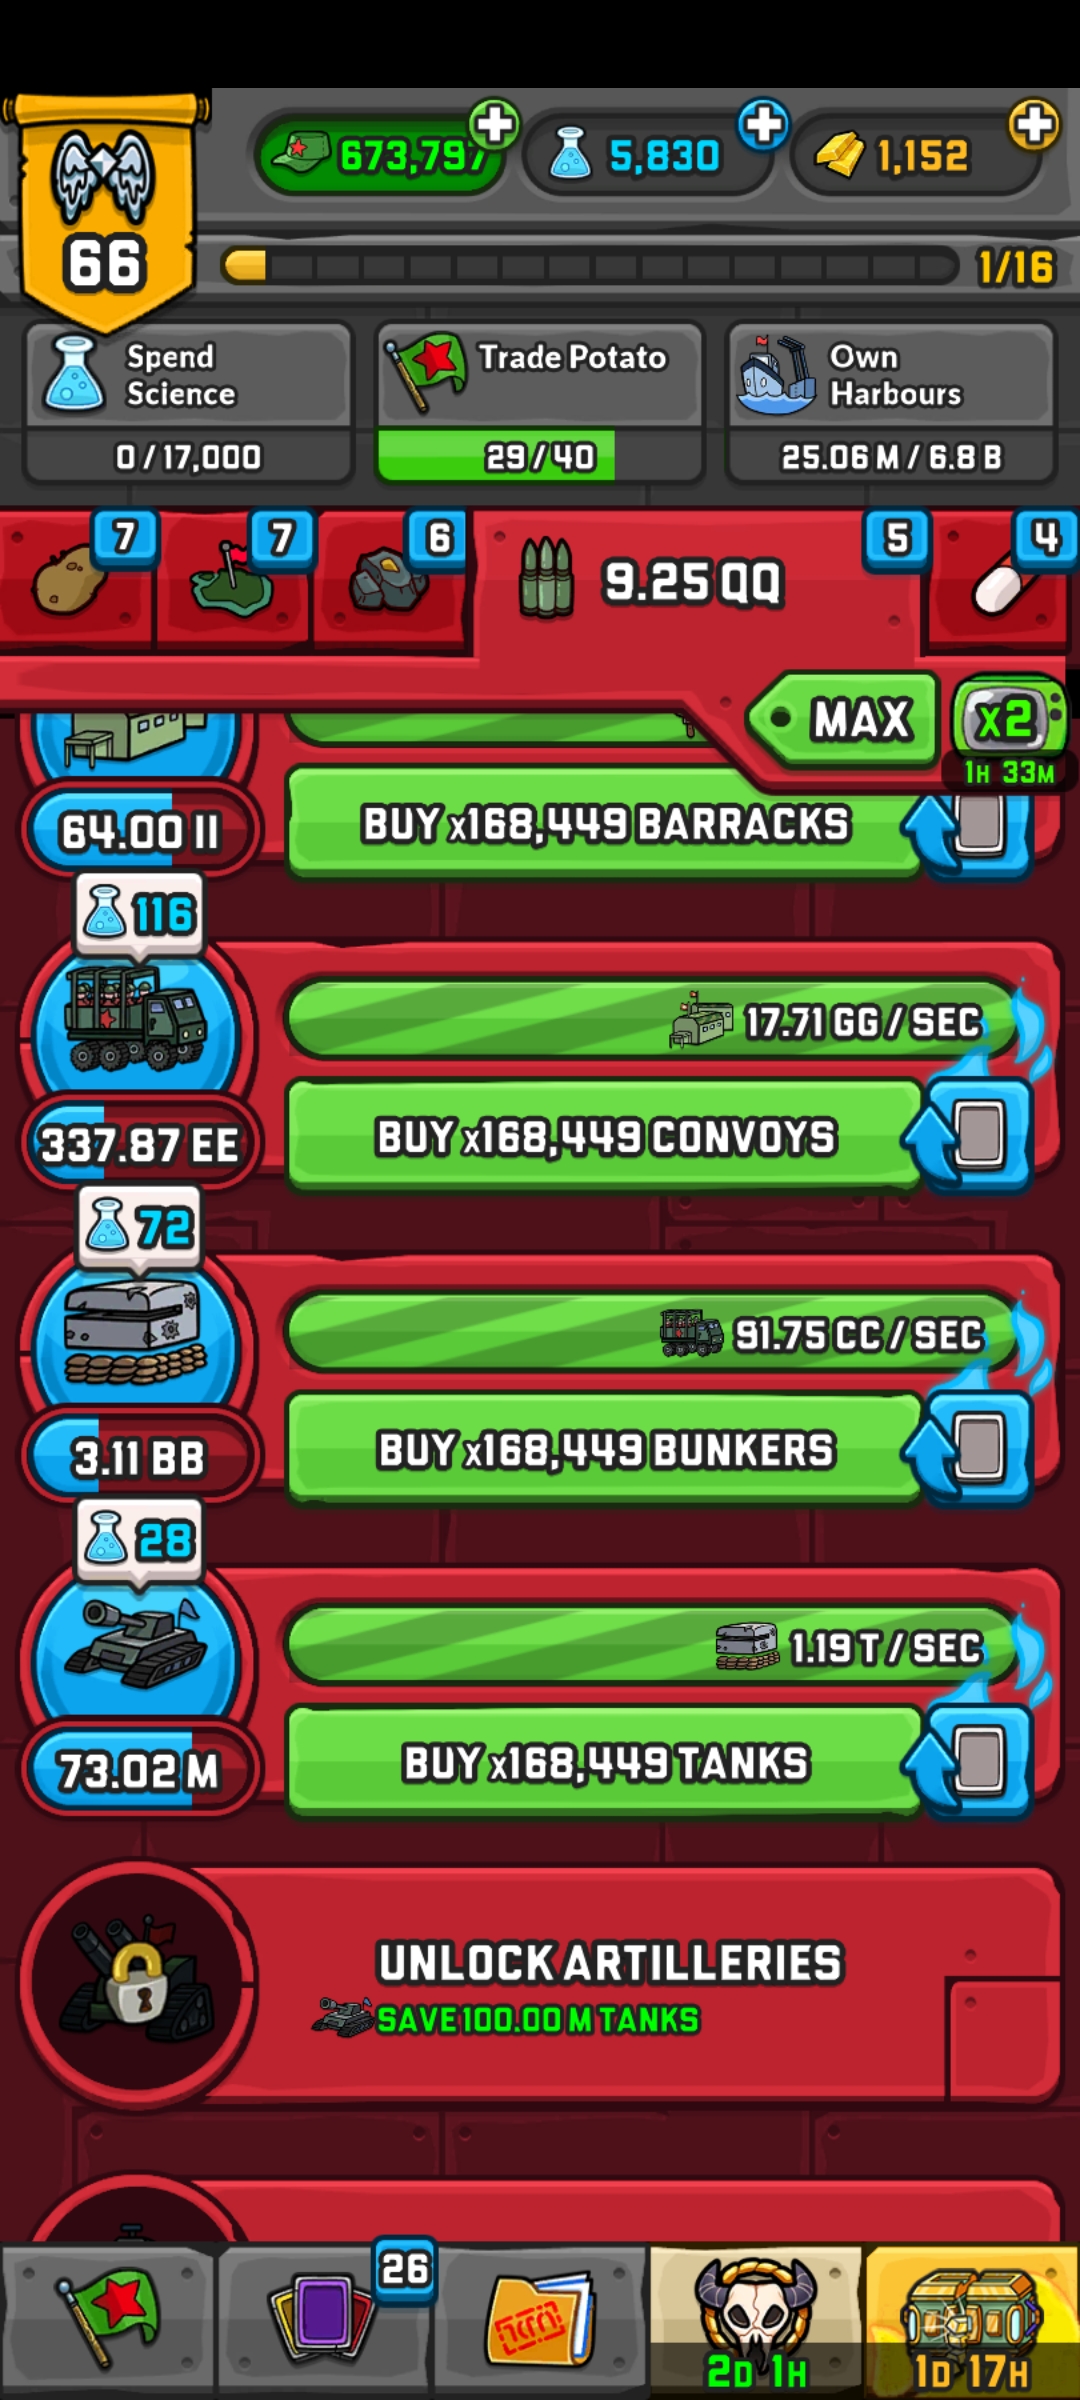 673,797
5,830
1,152
66
1/16
Spend
Science
0/17,000
Trade Potato
29/40
Own
Harbours
25.06 M / 6.8 B
7
7
6
9.25 QQ
5
4
MAX
X2
1H 33M
64.00 II
BUY x168,449 BARRACKS
116
17.71 GG / SEC
337.87 EE
BUY x168,449 CONVOYS
72
91.75 CC / SEC
3.11 BB
BUY x168,449 BUNKERS
28
1.19 T / SEC
73.02 M
BUY x168,449 TANKS
UNLOCK ARTILLERIES
SAVE 100.00 M TANKS
26
2D 1H
1D 17H